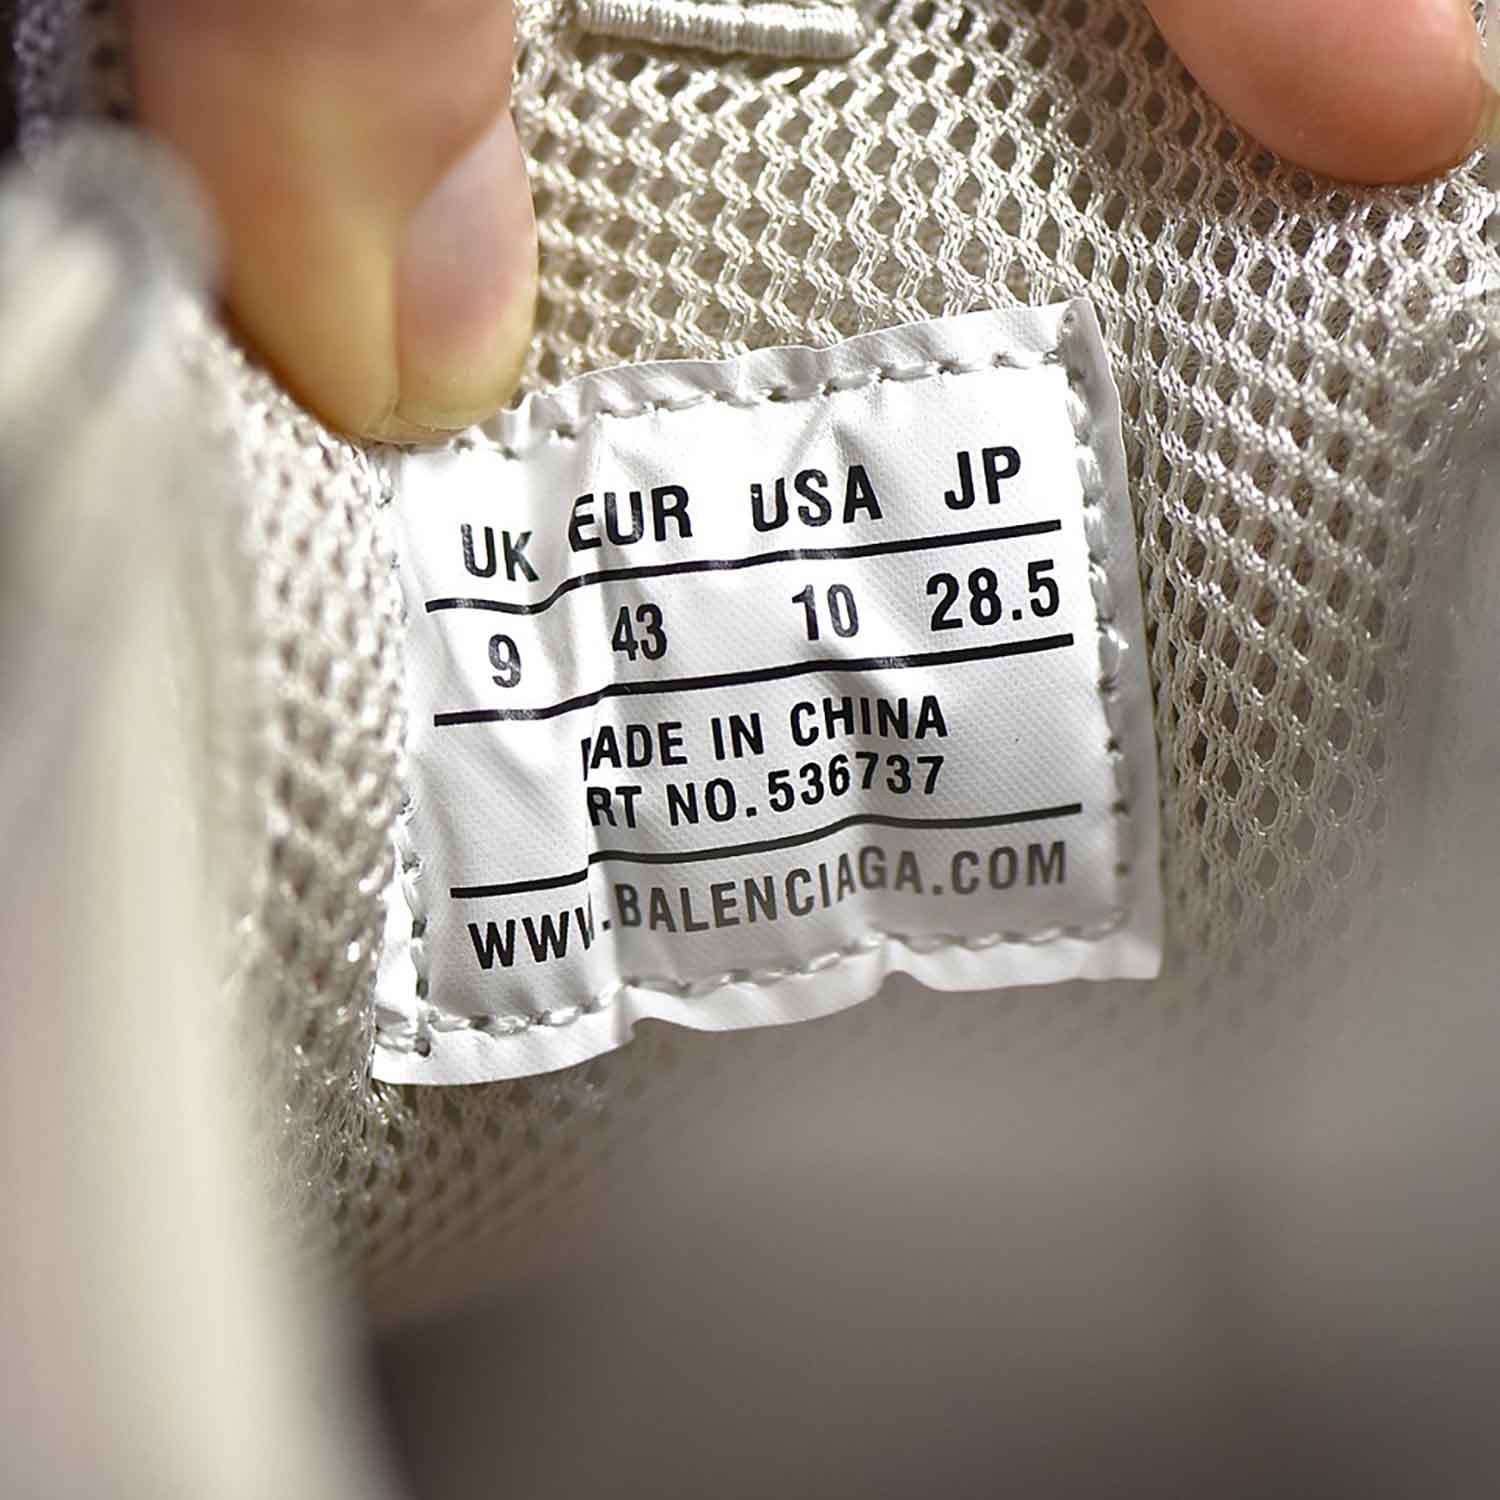 UK EUR USA JP
9 43 10 28.5
ADE IN CHINA
RT NO.536737
WWW.BALENCIAGA.COM